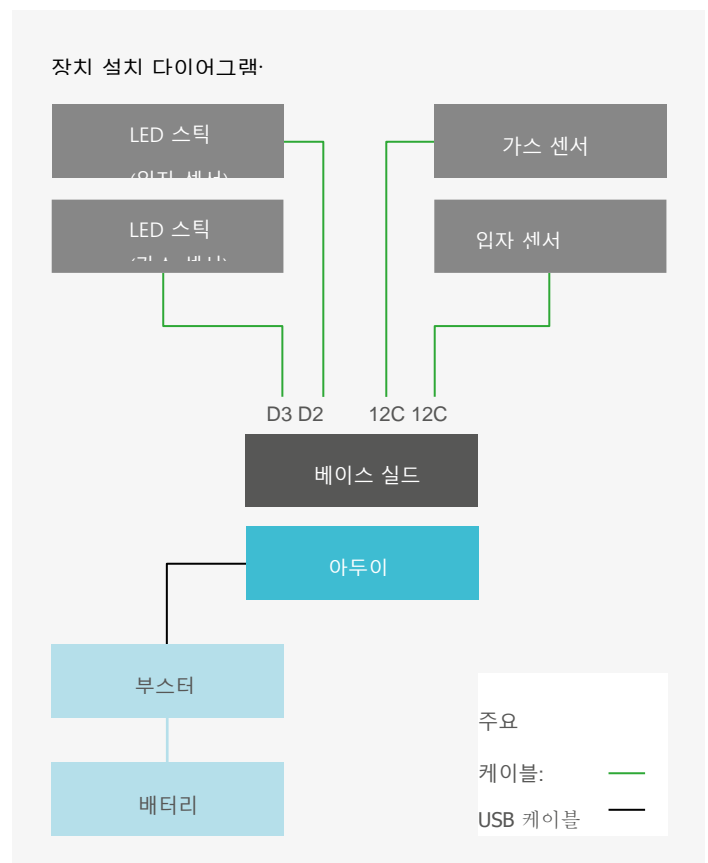 장치 설치 다이어그램·
LED 스틱
가스 센서
LED 스틱
입자 센서
D3 D2
12C 12C
베이스 실드
아두이
부스터
배터리
주요
케이블:
USB 케이블